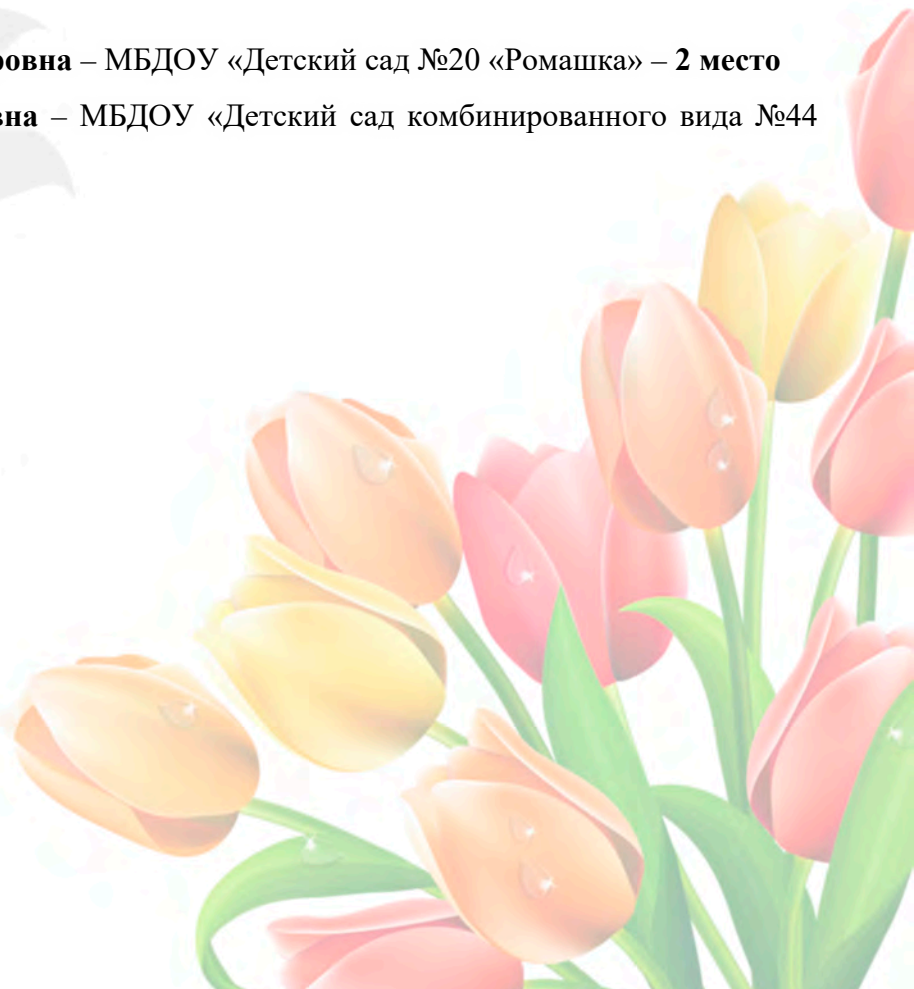 ровна – МБДОУ «Детский сад №20 «Ромашка» – 2 место
вна – МБДОУ «Детский сад комбинированного вида №44